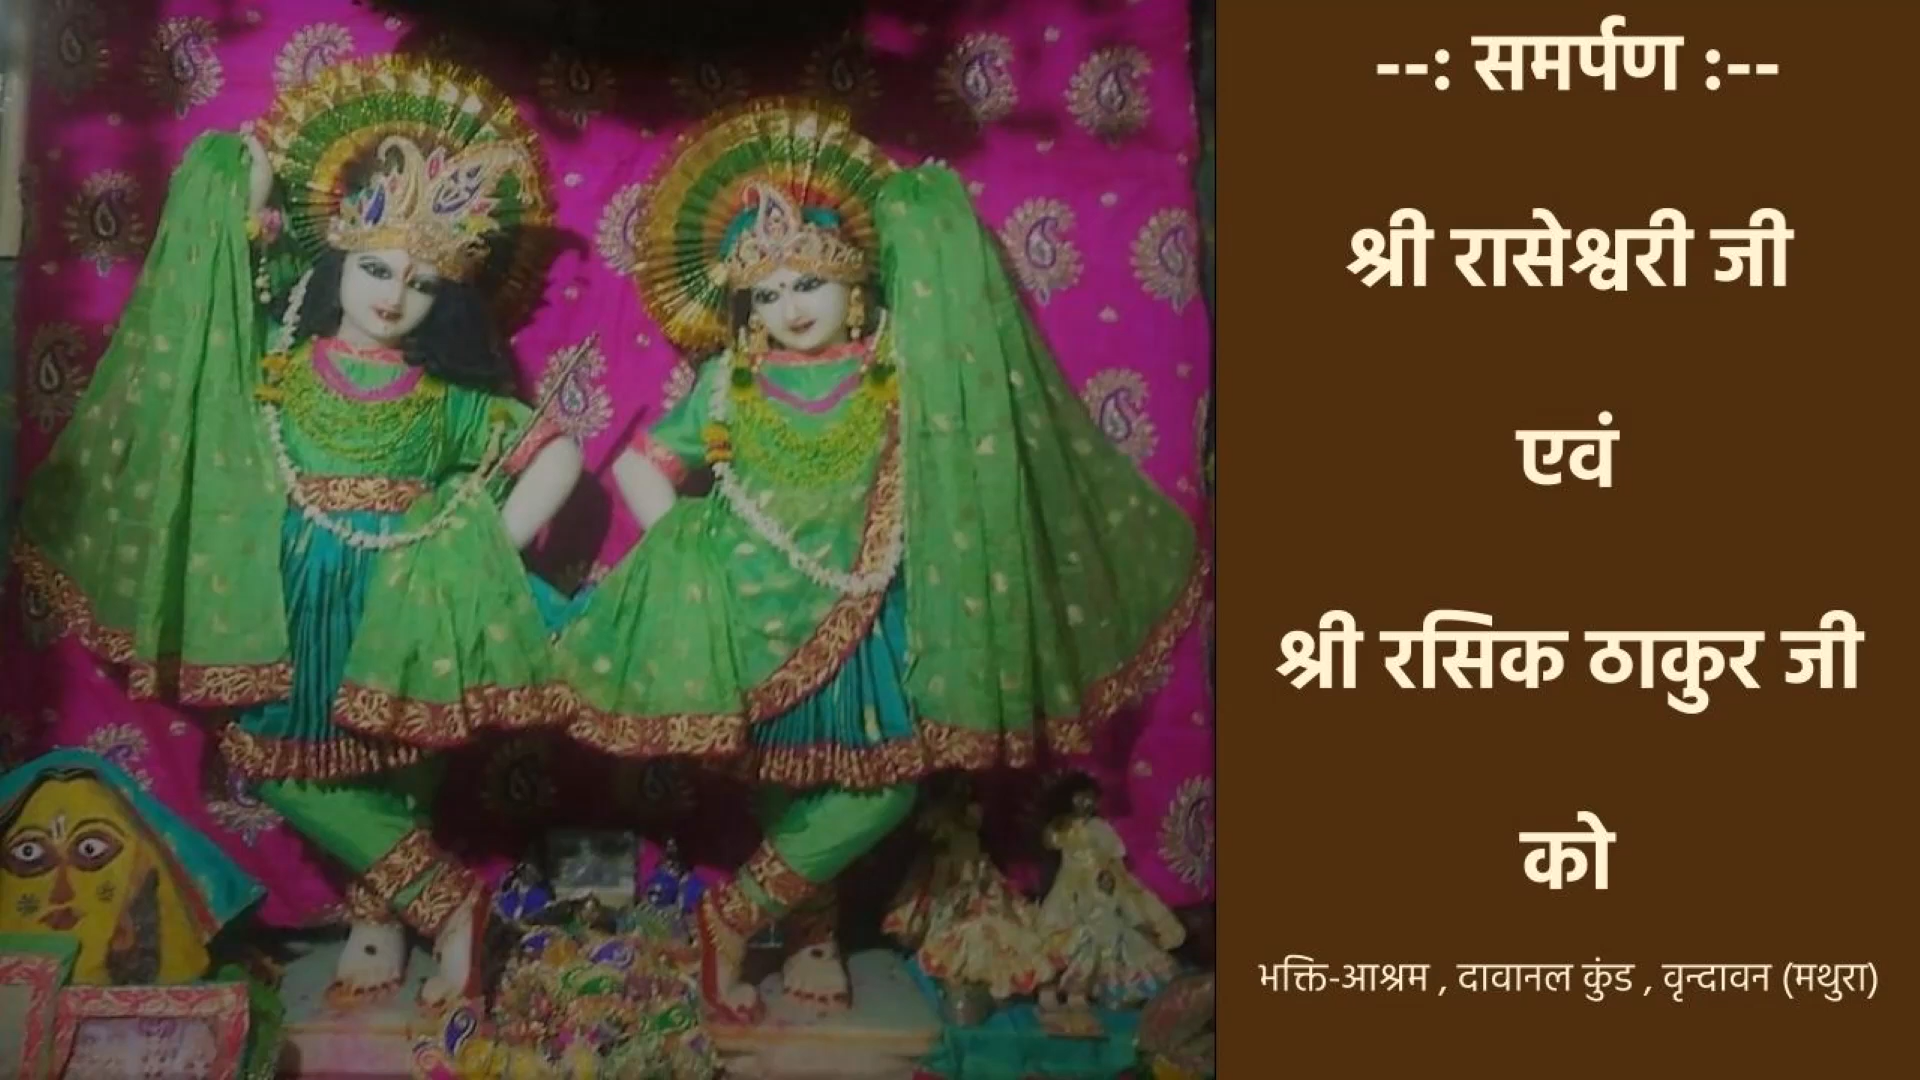 --: समर्पण :--
श्री रासेश्वरी जी
एवं
श्री रसिक ठाकुर जी
को
भक्ति-आश्रम , दावानल कुंड , वृन्दावन (मथुरा)